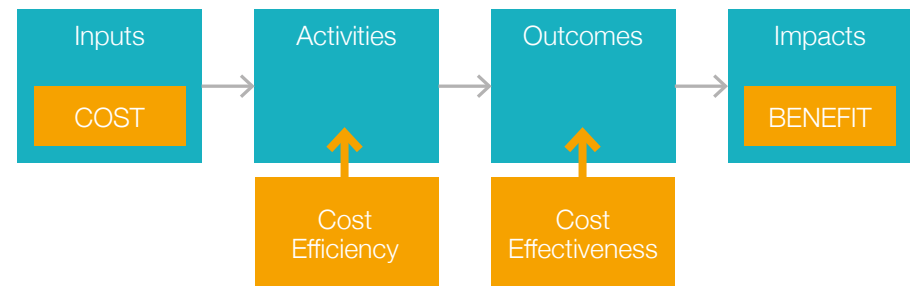 Inputs
Activities
Outcomes
Impacts
COST
BENEFIT
Cost
Efficiency
Cost
Effectiveness